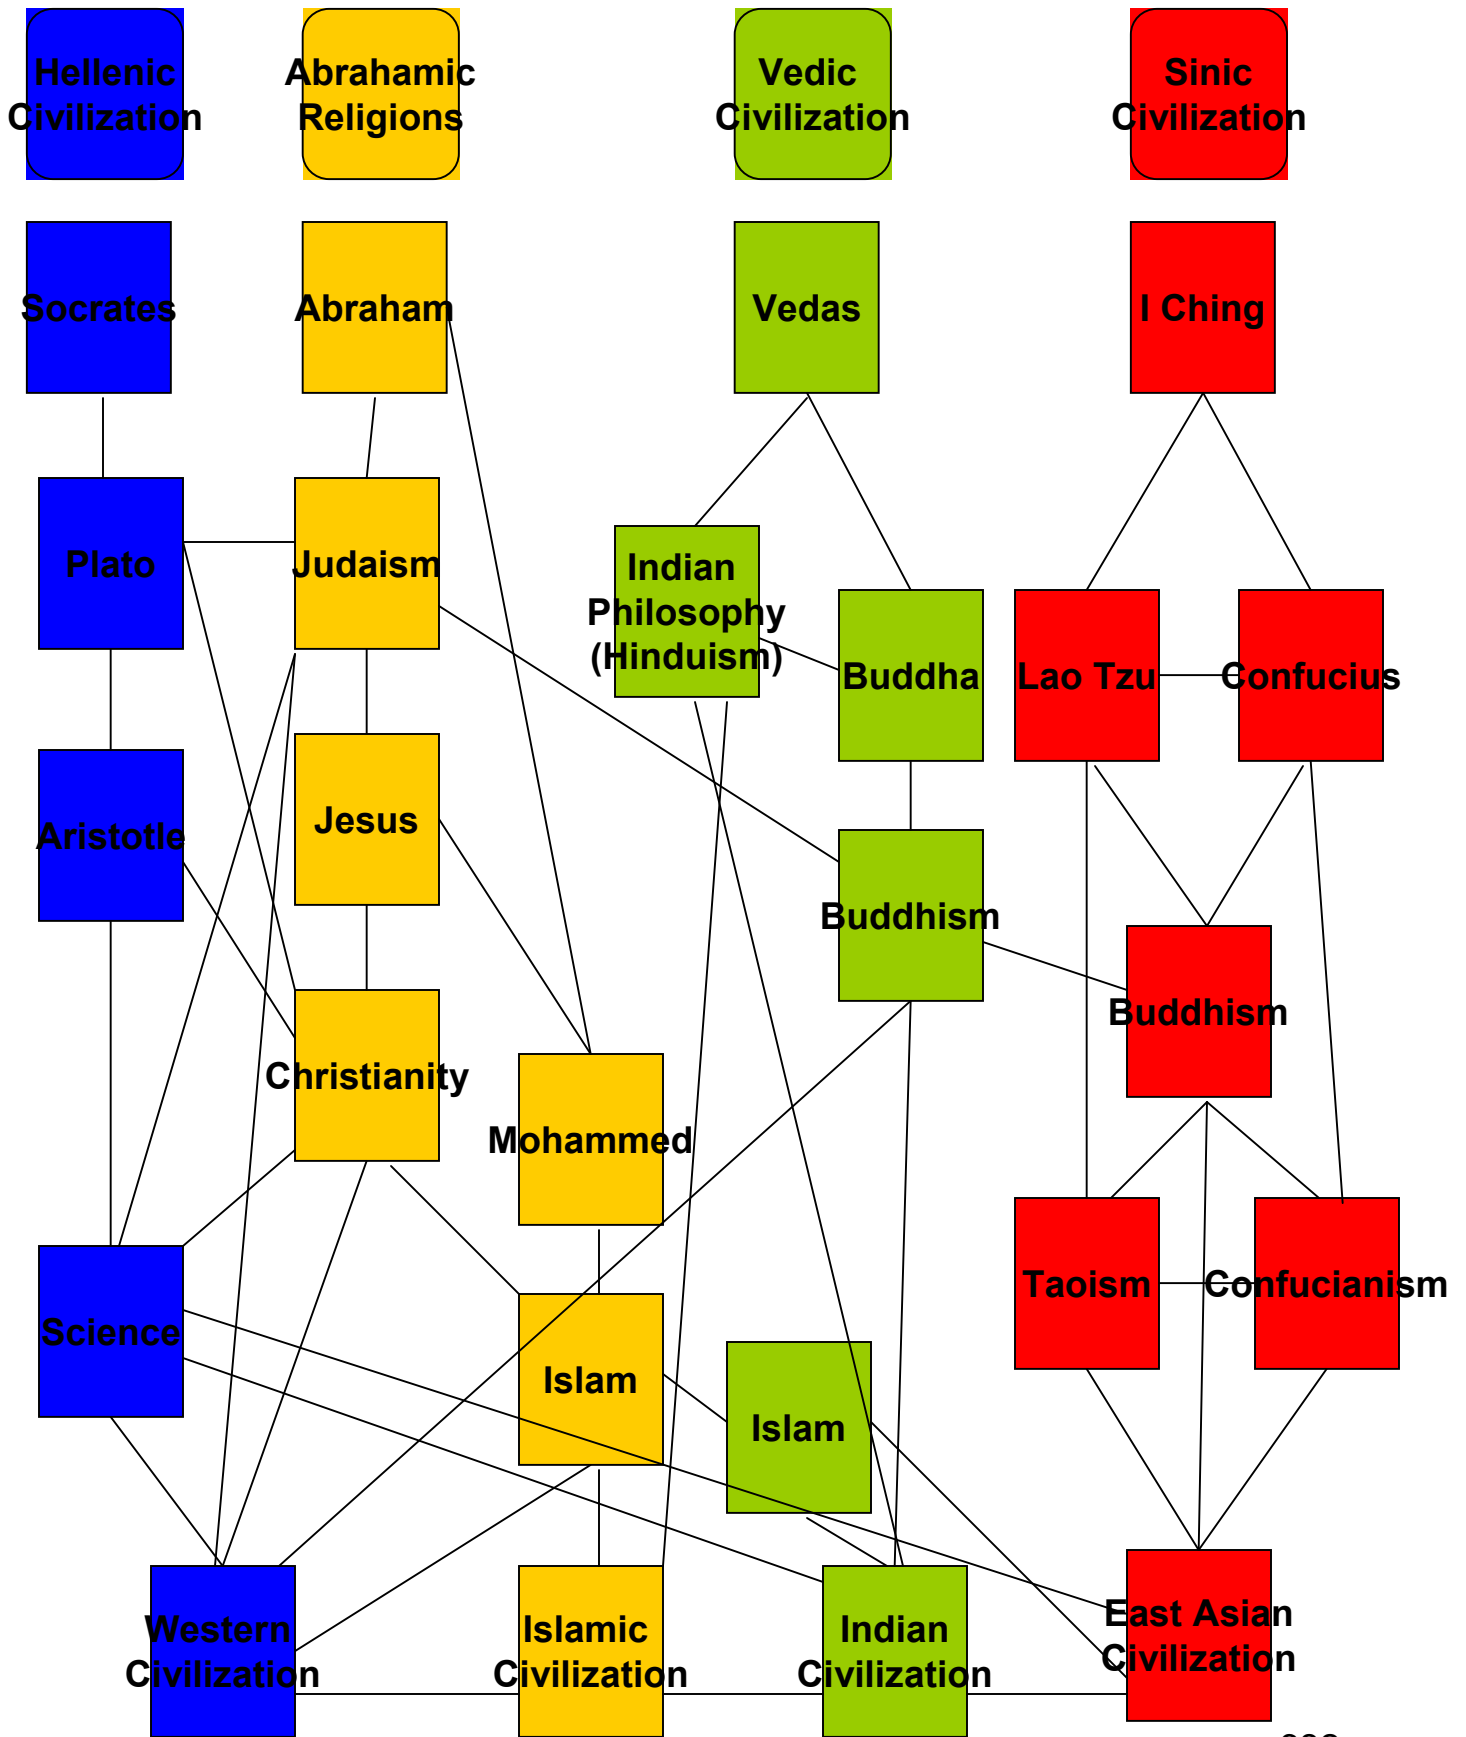 Hellenic
Civilization
Abrahamic
Religions
Vedic
Civilization
Sinic
Civilization
Socrates
Abraham
Vedas
I Ching
Plato
Judaism
Indian
Philosophy
(Hinduism)
Buddha
Lao Tzu
Confucius
Aristotle
Jesus
Buddhism
Buddhism
Christianity
Mohammed
Taoism
Confucianism
Science
Islam
Islam
Western
Civilization
Islamic
Civilization
Indian
Civilization
East Asian
Civilization